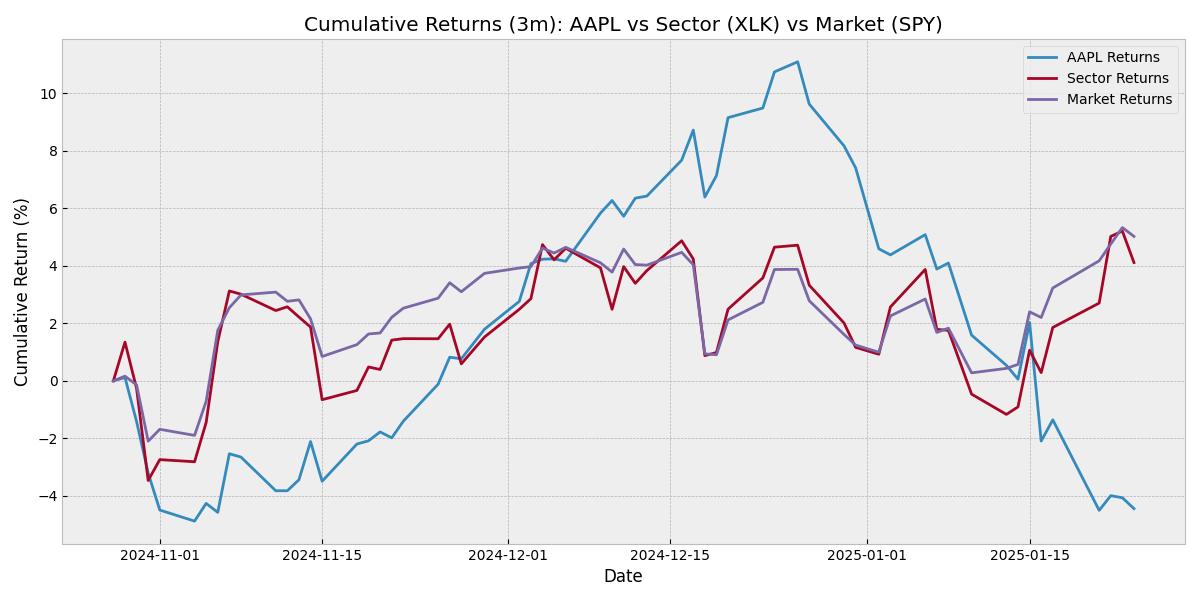 Cumulative Returns (3m): AAPL vs Sector (XLK) vs Market (SPY)
AAPL Returns
Sector Returns
Market Returns
Cumulative Return (%)
10
8
6
4
2
0
−2
−4
2024-11-01 2024-11-15 2024-12-01 2024-12-15 2025-01-01 2025-01-15
Date